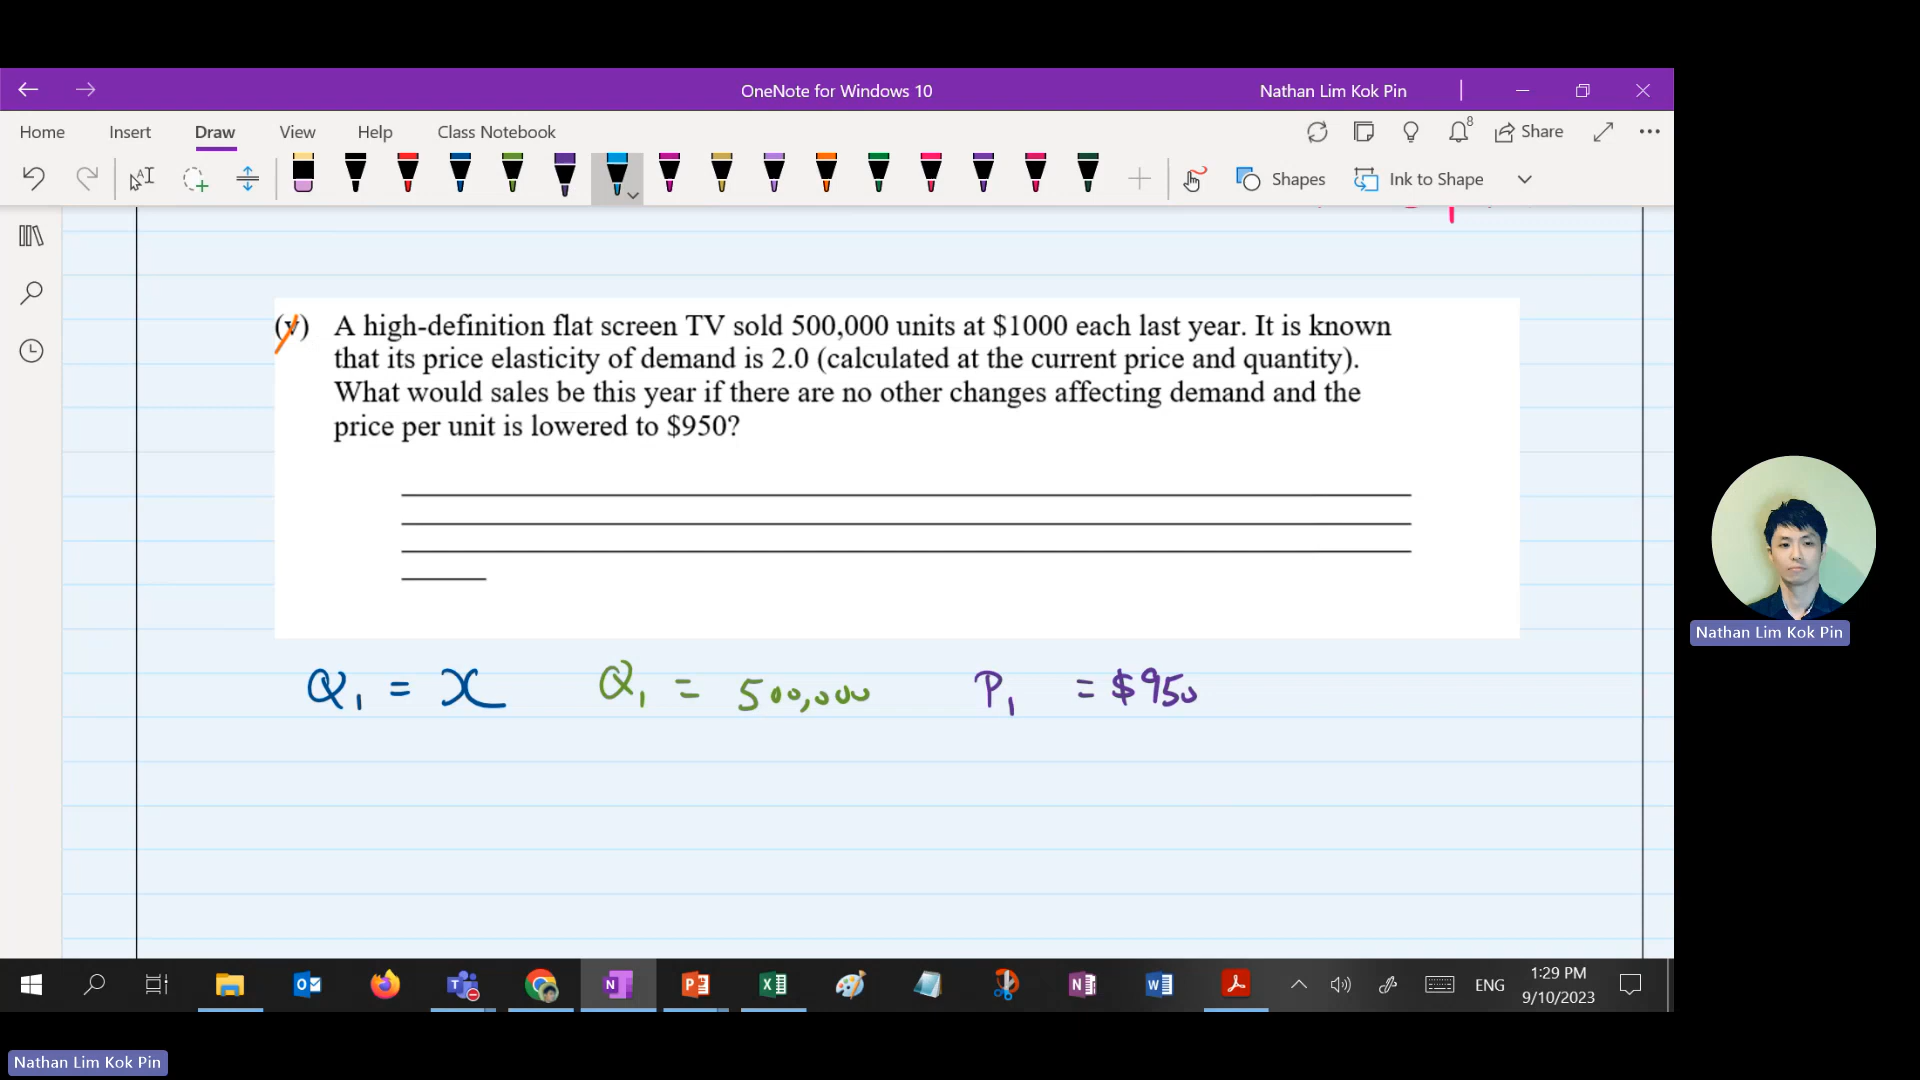 OneNote for Windows 10
Nathan Lim Kok Pin
Home Insert Draw View Help Class Notebook
8
Share
Shapes
Ink to Shape
(v) A high-definition flat screen TV sold 500,000 units at $1000 each last year. It is known
that its price elasticity of demand is 2.0 (calculated at the current price and quantity).
What would sales be this year if there are no other changes affecting demand and the
price per unit is lowered to $950?
Q1 = x Q1 = 500,000 P1 = $950
Nathan Lim Kok Pin
ENG
1:29 PM
9/10/2023
Nathan Lim Kok Pin